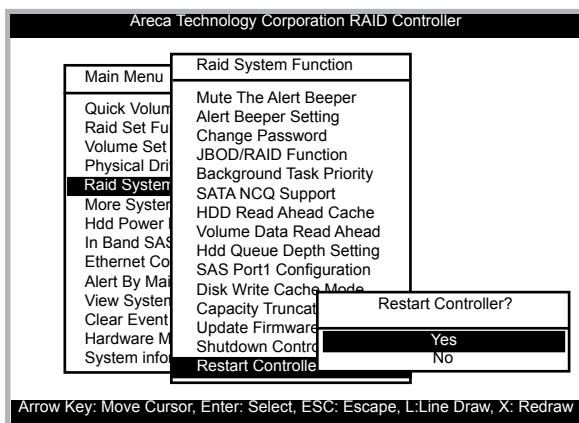 Areca Technology Corporation RAID Controller
Main Menu
Quick Volum
Raid Set Fu
Volume Set
Physical Dri
Raid System
More System
Hdd Power
In Band SAS
Ethernet Co
Alert By Mai
View System
Clear Event
Hardware M
System infor
Raid System Function
Mute The Alert Beeper
Alert Beeper Setting
Change Password
JBOD/RAID Function
Background Task Priority
SATA NCQ Support
HDD Read Ahead Cache
Volume Data Read Ahead
Hdd Queue Depth Setting
SAS Port1 Configuration
Disk Write Cache Mode
Capacity Truncat
Update Firmware
Shutdown Contro
Restart Controlle
Restart Controller?
Yes
No
Arrow Key: Move Cursor, Enter: Select, ESC: Escape, L:Line Draw, X: Redraw